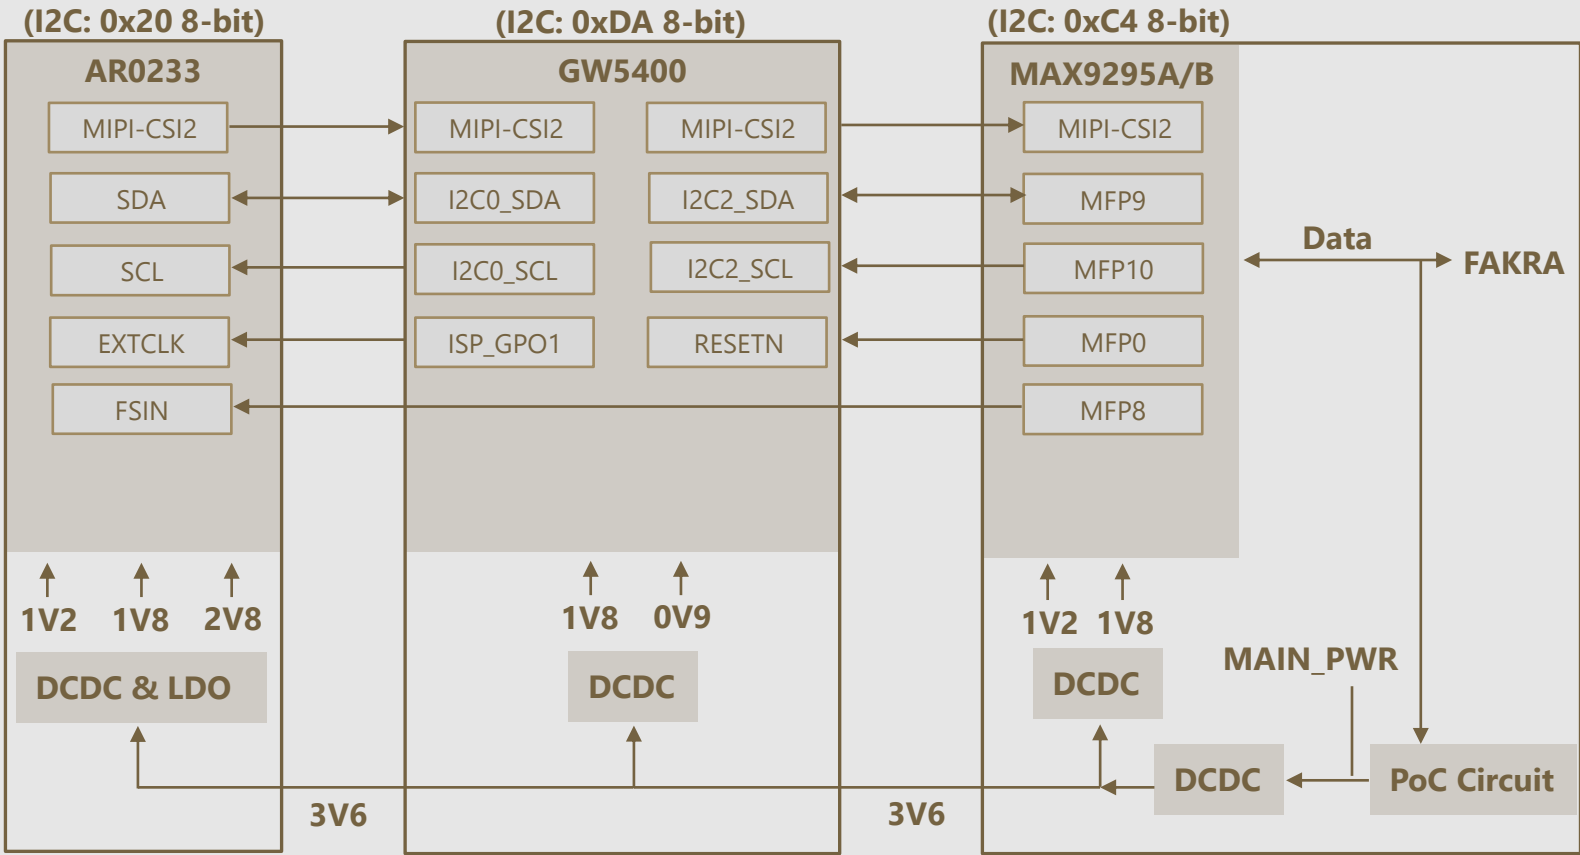 (I2C: 0x20 8-bit)
(I2C: 0xDA 8-bit)
(I2C: 0xC4 8-bit)
AR0233
GW5400
MAX9295A/B
MIPI-CSI2
MIPI-CSI2
MIPI-CSI2
MIPI-CSI2
SDA
I2C0_SDA
I2C2_SDA
MFP9
SCL
I2C0_SCL
I2C2_SCL
MFP10
Data
FAKRA
EXTCLK
ISP_GPO1
RESETN
MFP0
FSIN
MFP8
1V2
1V8
2V8
1V8
0V9
1V2
1V8
DCDC & LDO
DCDC
DCDC
MAIN_PWR
DCDC
PoC Circuit
3V6
3V6